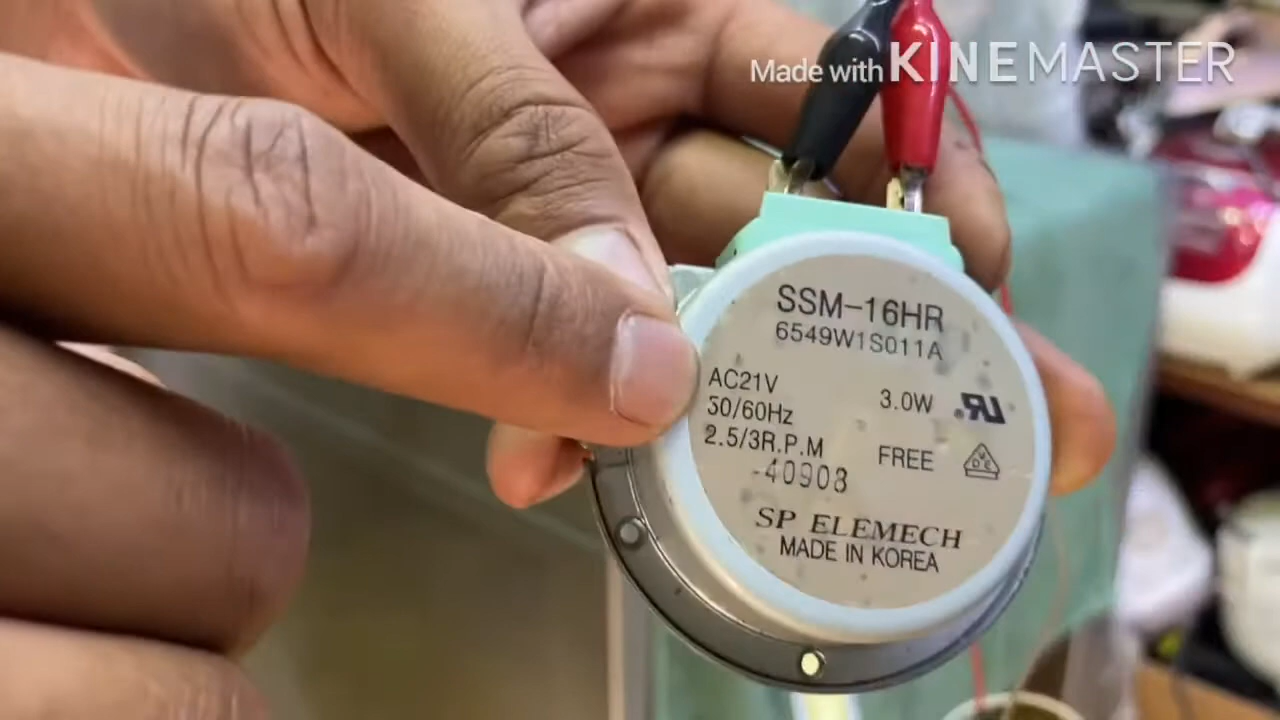 Made with KINEMASTER
SSM-16HR
6549W1S011A
AC21V 3.0W
50/60Hz
2.5/3R.P.M FREE
-40908
SP ELEMECH
MADE IN KOREA